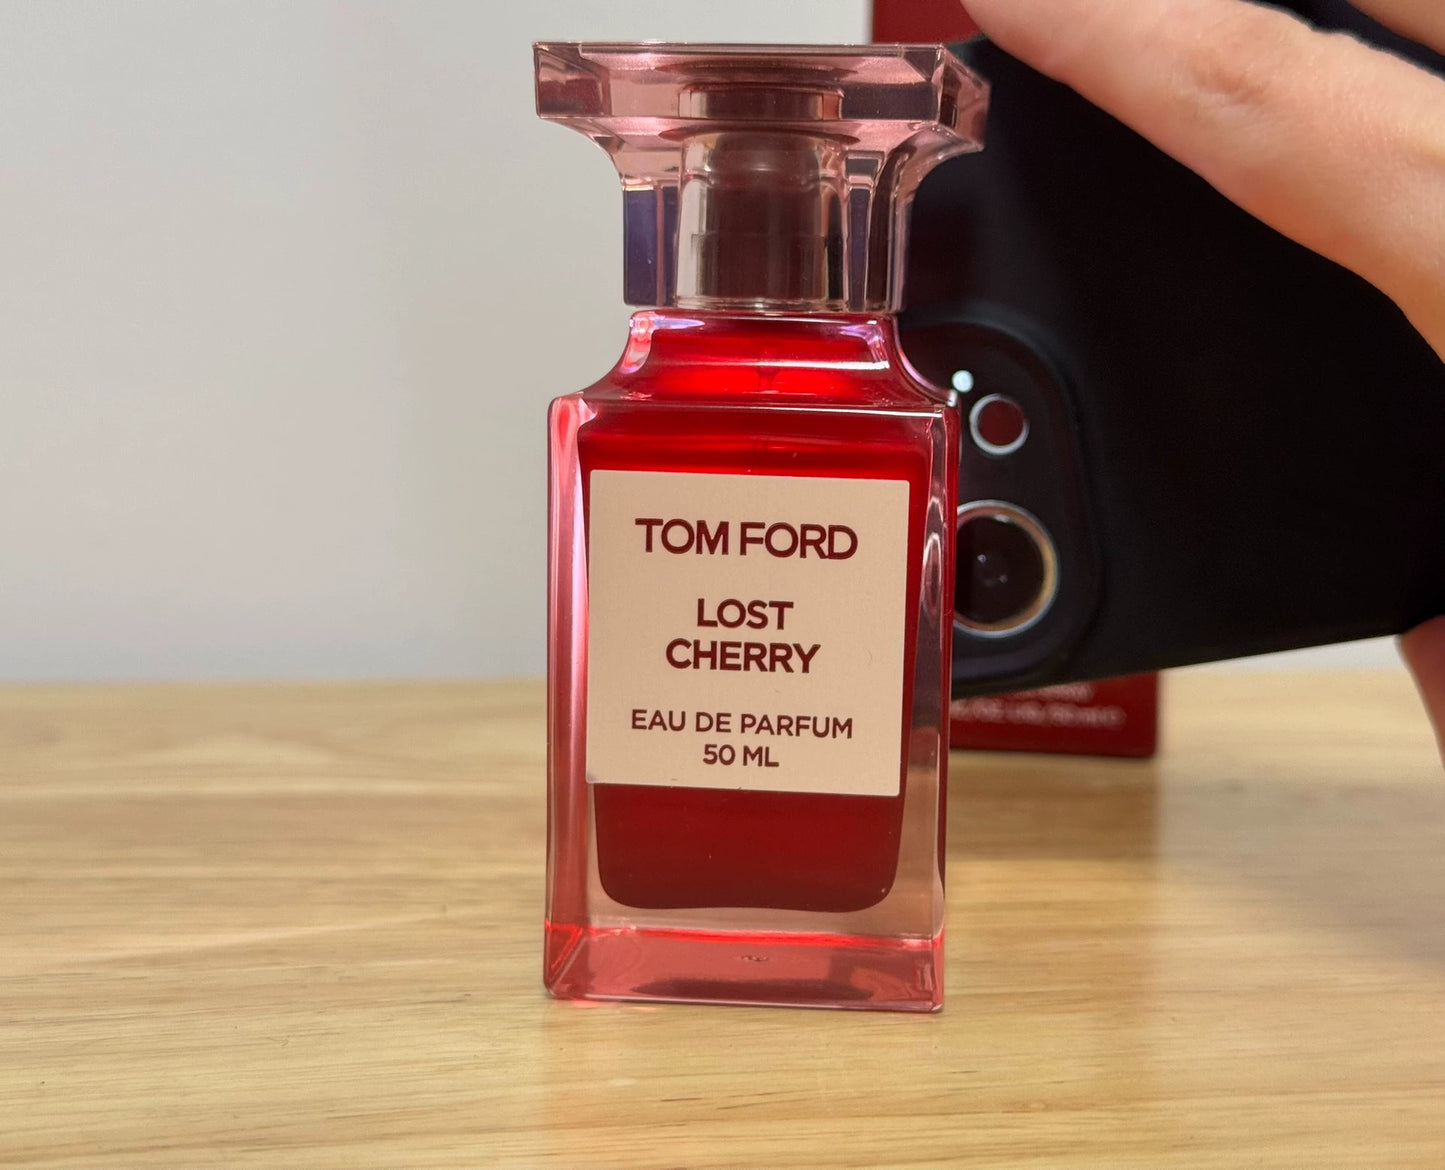 TOM FORD
LOST
CHERRY
EAU DE PARFUM
50 ML